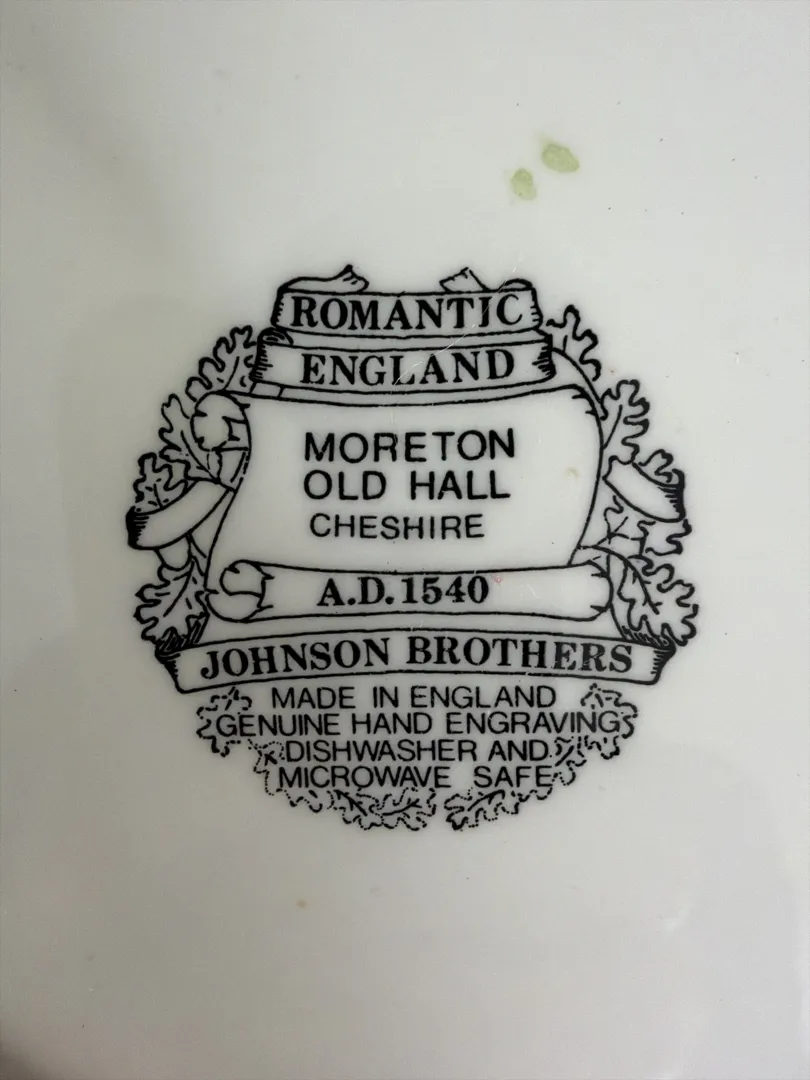 ROMANTIC
ENGLAND
MORETON
OLD HALL
CHESHIRE
A.D. 1540
JOHNSON BROTHERS
MADE IN ENGLAND
GENUINE HAND ENGRAVING
DISHWASHER AND
MICROWAVE SAFE